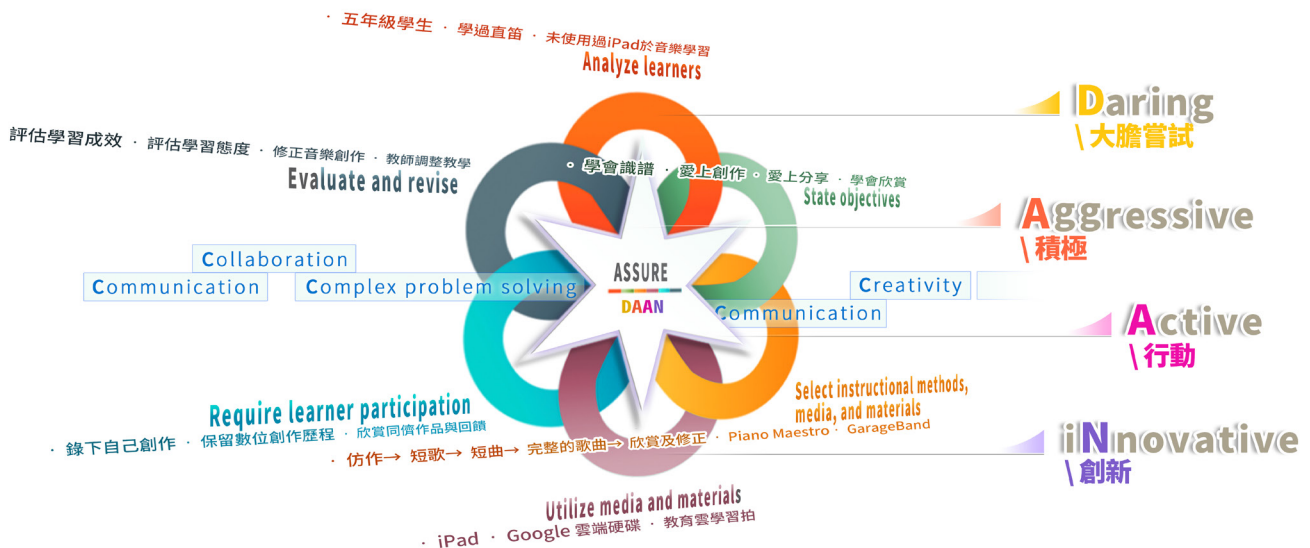 · 五年級學生 · 學過直笛 · 未使用過iPad於音樂學習
Analyze learners
Daring
\ 大膽嘗試
評估學習成效 · 評估學習態度 · 修正音樂創作 · 教師調整教學
Evaluate and revise
· 學會識譜 · 愛上創作 · 愛上分享 · 學會欣賞
State objectives
Aggressive
\ 積極
Collaboration
Communication
Complex problem solving
ASSURE
DAAN
Creativity
Communication
Active
\ 行動
Select instructional methods,
media, and materials
Require learner participation
· 錄下自己創作 · 保留數位創作歷程 · 欣賞同儕作品與回饋
· 仿作→ 短歌→ 短曲→ 完整的歌曲→ 欣賞及修正 · Piano Maestro · GarageBand
iNnovative
\ 創新
Utilize media and materials
· iPad · Google 雲端硬碟 · 教育雲學習拍